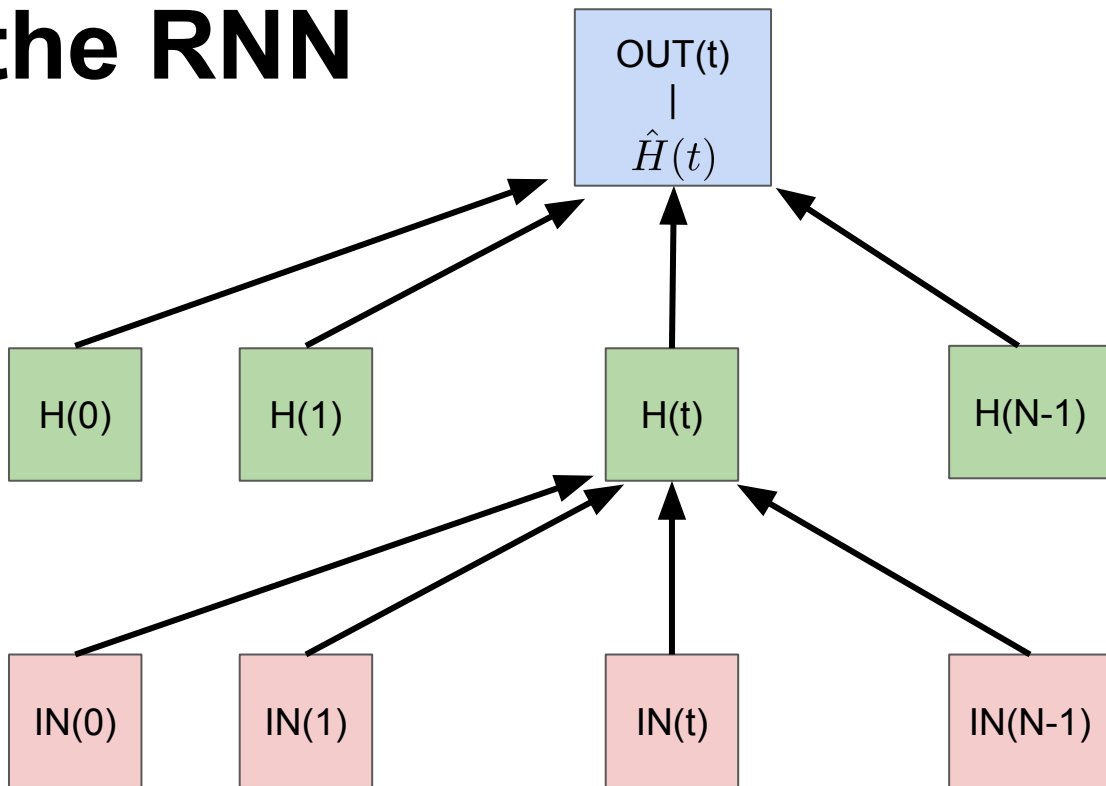 the RNN
OUT(t)
|
Ĥ(t)
H(0) H(1) H(t) H(N-1)
IN(0) IN(1) IN(t) IN(N-1)